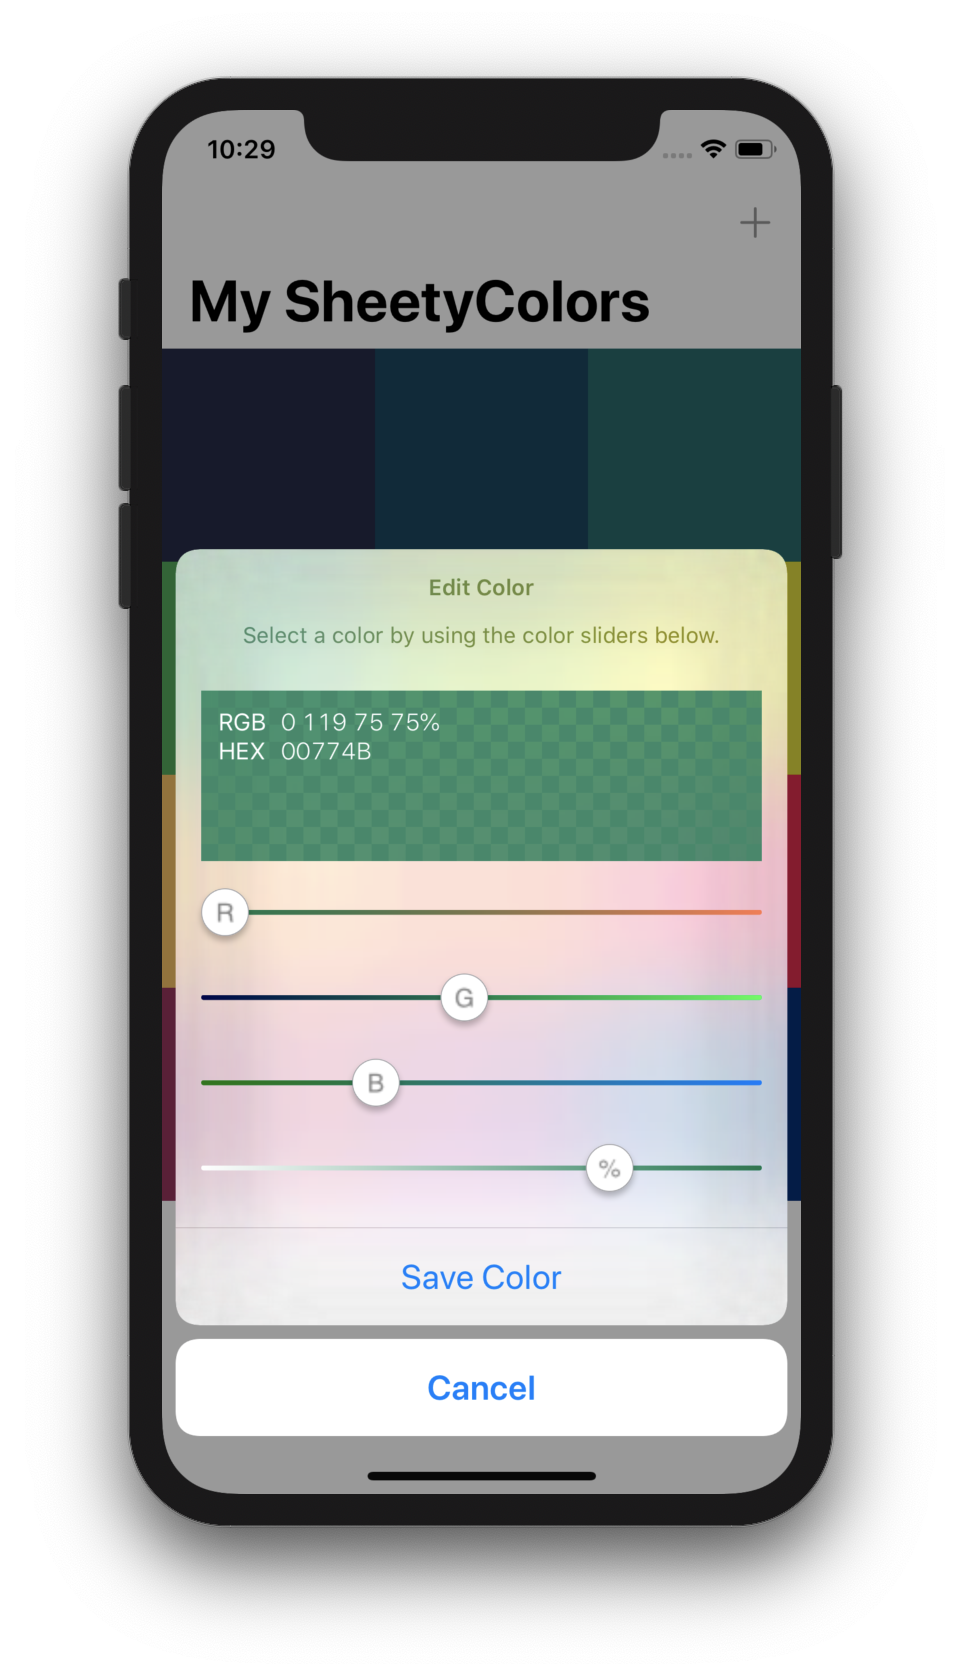 10:29
My SheetyColors
Edit Color
Select a color by using the color sliders below.
RGB 0 119 75 75%
HEX 00774B
R
G
B
%
Save Color
Cancel